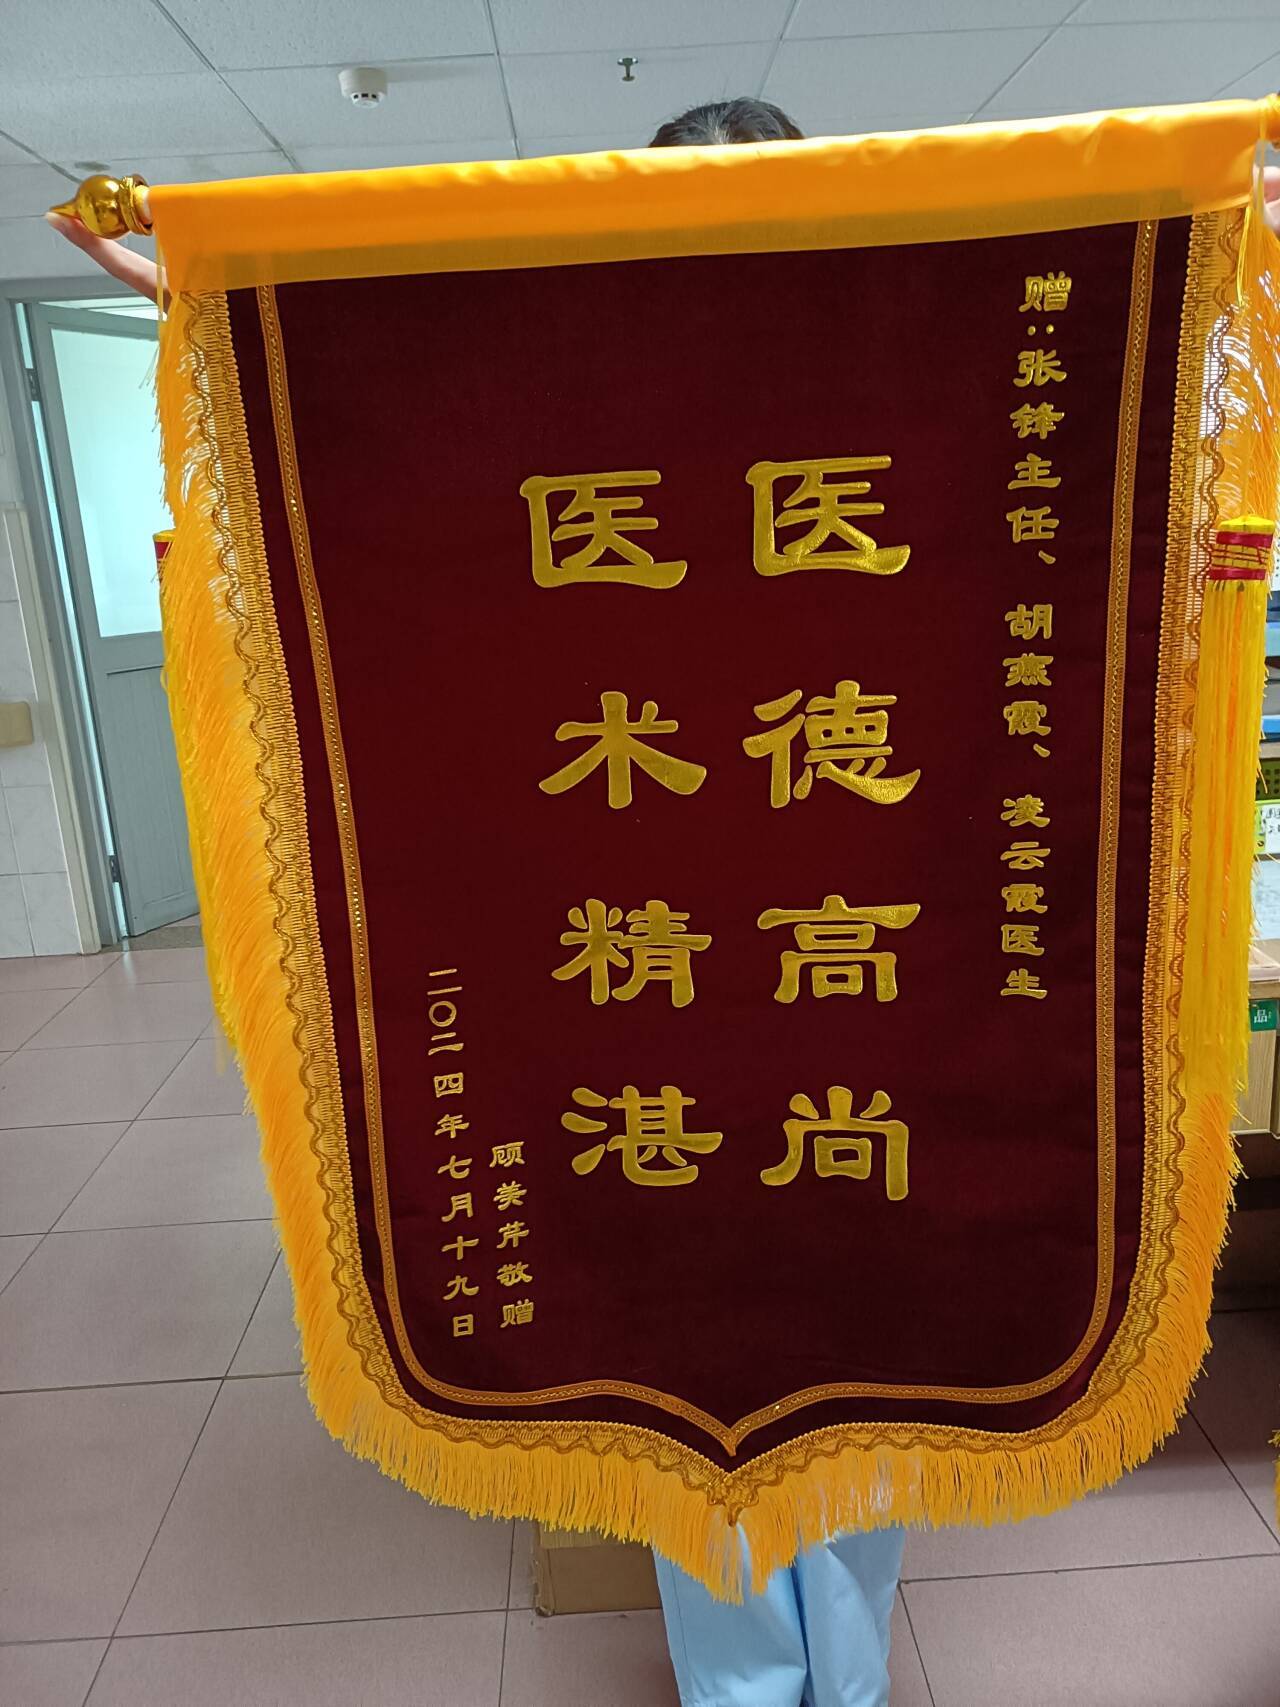 赠:张锋主任、胡燕霞、凌云霞医生
医德高尚
医术精湛
顾美芹敬赠
二〇二四年七月十九日
品